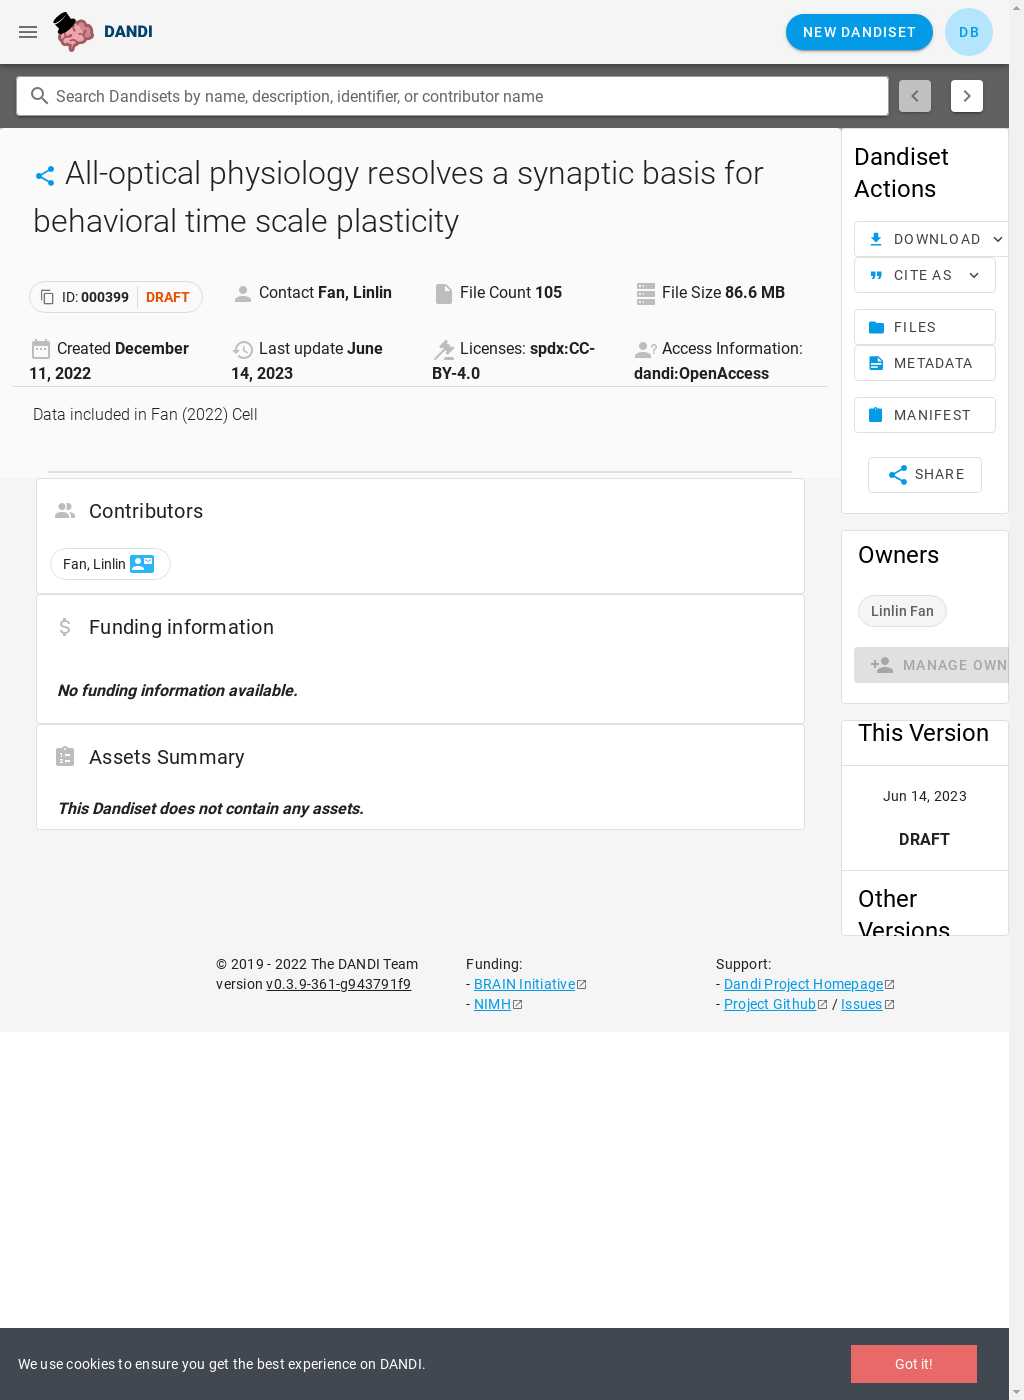 DANDI
NEW DANDISET
DB
Search Dandisets by name, description, identifier, or contributor name
All-optical physiology resolves a synaptic basis for
behavioral time scale plasticity
ID: 000399 DRAFT
Contact Fan, Linlin
File Count 105
File Size 86.6 MB
Created December
11, 2022
Last update June
14, 2023
Licenses: spdx:CC-
BY-4.0
Access Information:
dandi:OpenAccess
Data included in Fan (2022) Cell
Contributors
Fan, Linlin
Funding information
No funding information available.
Assets Summary
This Dandiset does not contain any assets.
Dandiset
Actions
DOWNLOAD
CITE AS
FILES
METADATA
MANIFEST
SHARE
Owners
Linlin Fan
MANAGE OWN
This Version
Jun 14, 2023
DRAFT
Other
Versions
© 2019 - 2022 The DANDI Team
version v0.3.9-361-g943791f9
Funding:
- BRAIN Initiative
- NIMH
Support:
- Dandi Project Homepage
- Project Github / Issues
We use cookies to ensure you get the best experience on DANDI.
Got it!